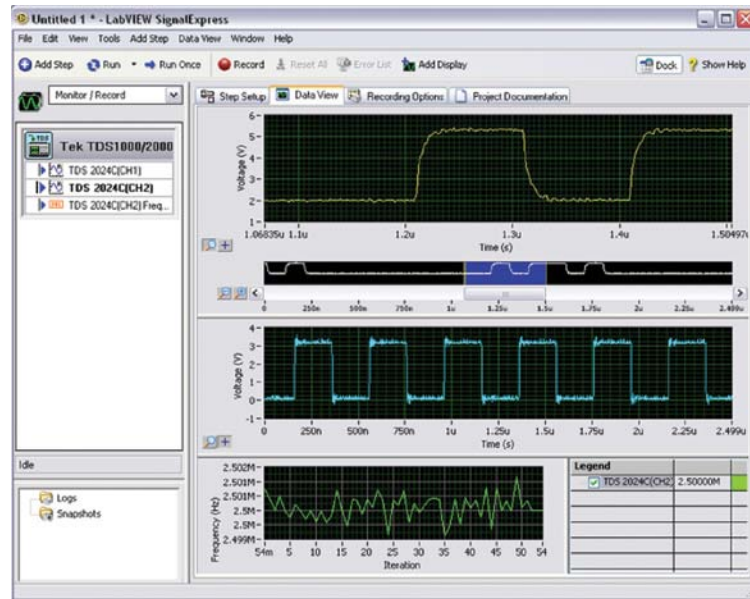 Untitled 1 * - LabVIEW SignalExpress
File Edit View Tools Add Step Data View Window Help
Add Step Run Run Once Record Reset All Error List Add Display Dock Show Help
Monitor / Record
Step Setup Data View Recording Options Project Documentation
Tek TDS1000/2000
TDS 2024C(CH1)
TDS 2024C(CH2)
TDS 2024C(CH2) Freq...
Voltage (V)
6
5
4
3
2
1
1.06835u 1.1u 1.2u 1.3u 1.4u 1.50497u
Time (s)
0 250n 500n 750n 1u 1.25u 1.5u 1.75u 2u 2.25u 2.499u
Voltage (V)
4
3
2
1
0
-1
0 250n 500n 750n 1u 1.25u 1.5u 1.75u 2u 2.25u 2.499u
Time (s)
Idle
Logs
Snapshots
Frequency (Hz)
2.502M
2.501M
2.501M
2.5M
2.5M
2.499M
54m 5 10 15 20 25 30 35 40 45 50 54
Iteration
Legend
TDS 2024C(CH2) 2.50000M